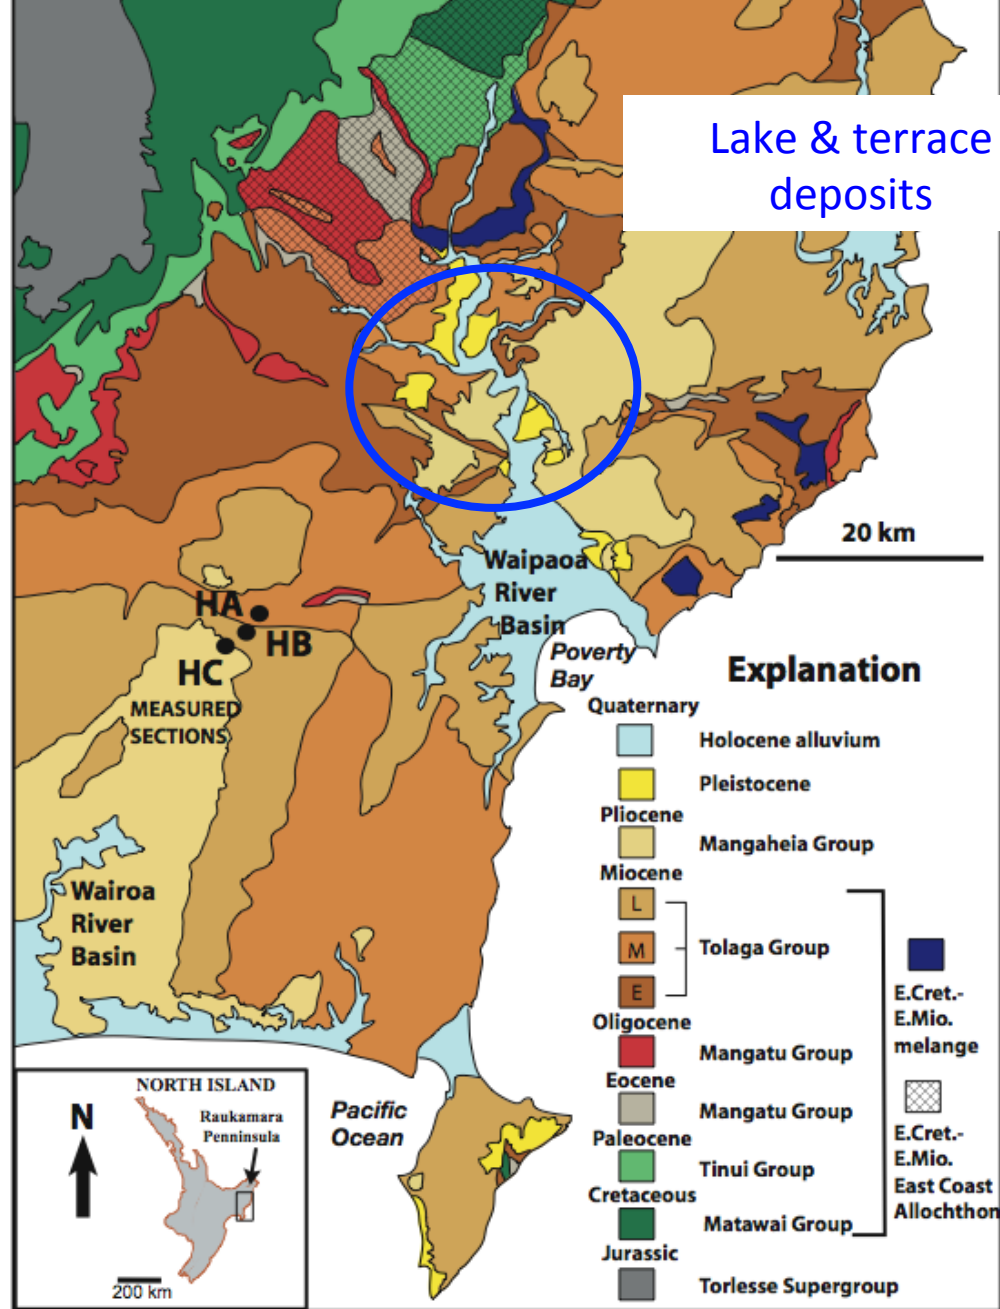 Lake & terrace
deposits
20 km
Waipaoa
River
Basin
Poverty
Bay
HA
HB
HC
MEASURED
SECTIONS
Wairoa
River
Basin
Pacific
Ocean
NORTH ISLAND
Raukamara
Penninsula
N
200 km
Explanation
Quaternary
Holocene alluvium
Pleistocene
Pliocene
Mangaheia Group
Miocene
L
M
Tolaga Group
E
Oligocene
Mangatu Group
Eocene
Mangatu Group
Paleocene
Tinui Group
Cretaceous
Matawai Group
Jurassic
Torlesse Supergroup
E.Cret.-
E.Mio.
melange
E.Cret.-
E.Mio.
East Coast
Allochthon